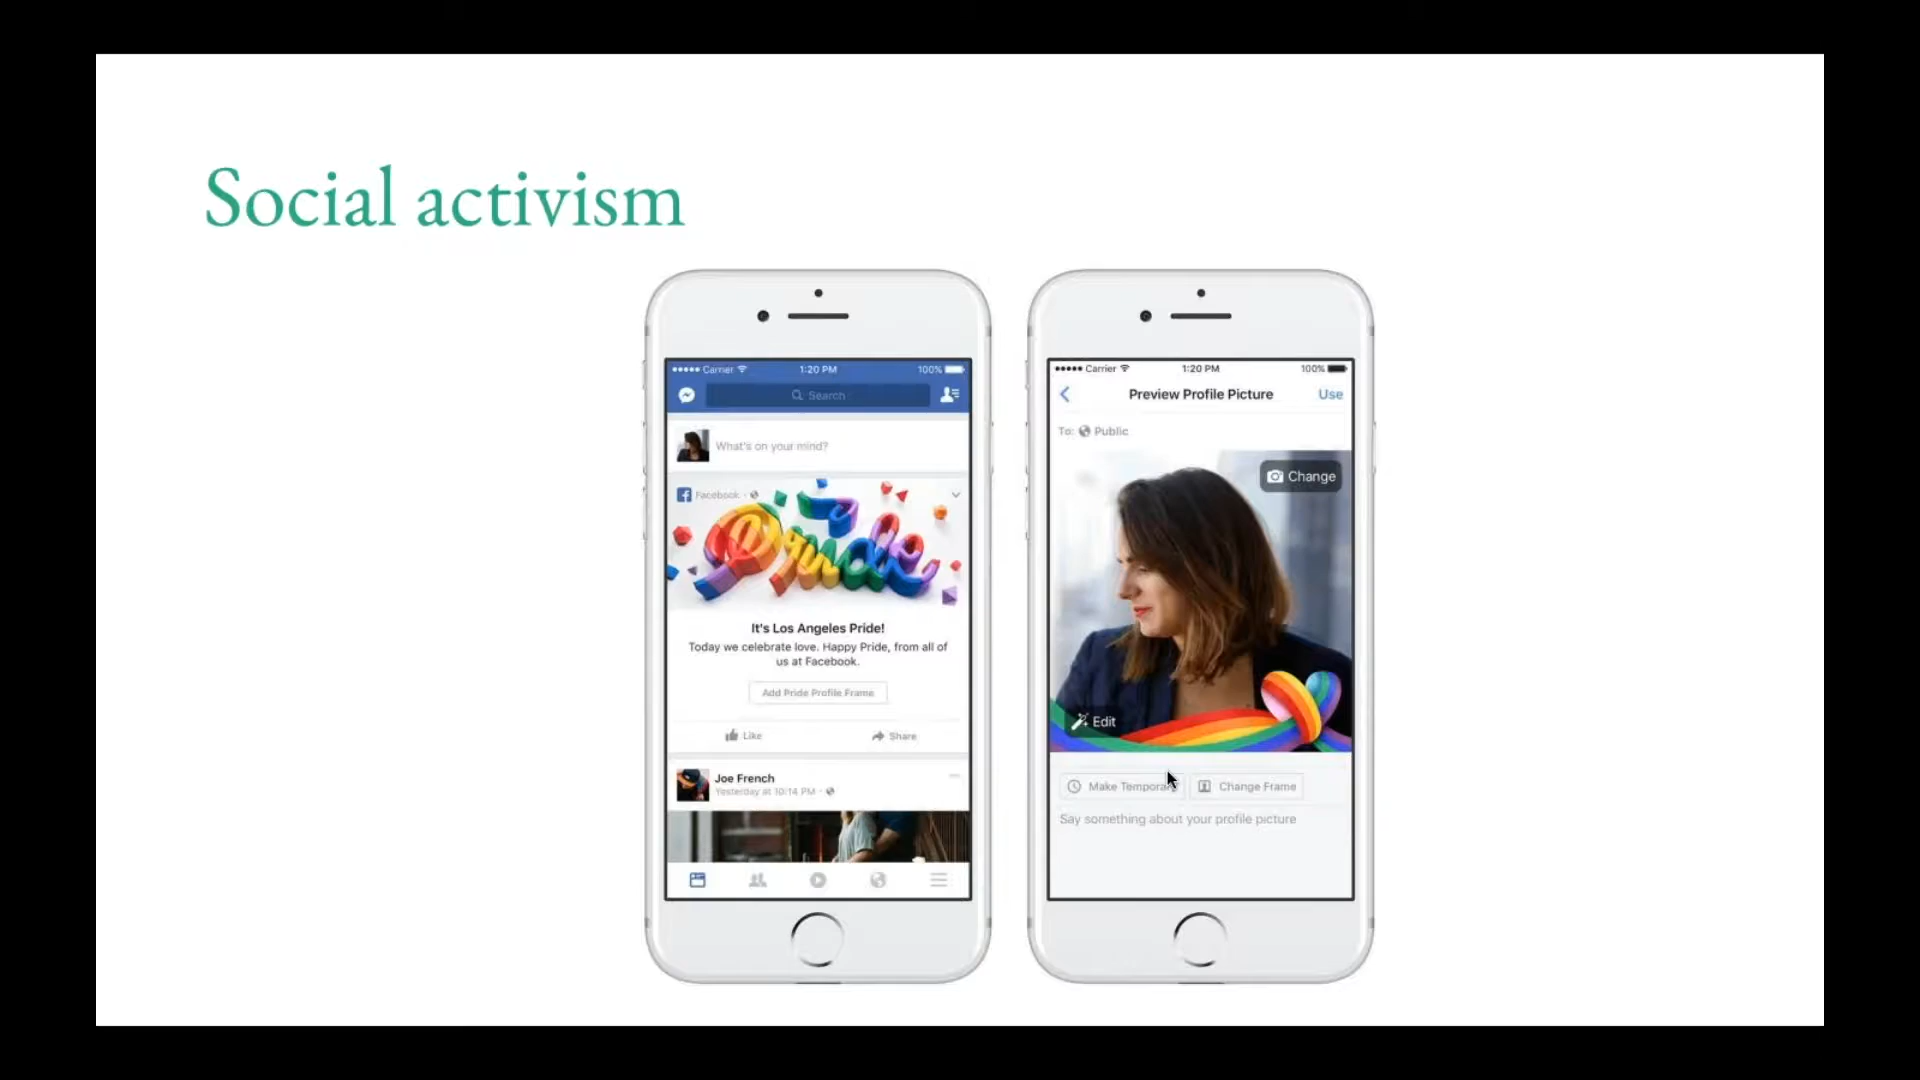 Social activism
Carrier
1:20 PM
100%
Search
What's on your mind?
Facebook
Pride
It's Los Angeles Pride!
Today we celebrate love. Happy Pride, from all of
us at Facebook.
Add Pride Profile Frame
Like
Share
Joe French
Yesterday at 10:14 PM
Carrier
1:20 PM
100%
Preview Profile Picture
Use
To: Public
Change
Edit
Make Temporary
Change Frame
Say something about your profile picture